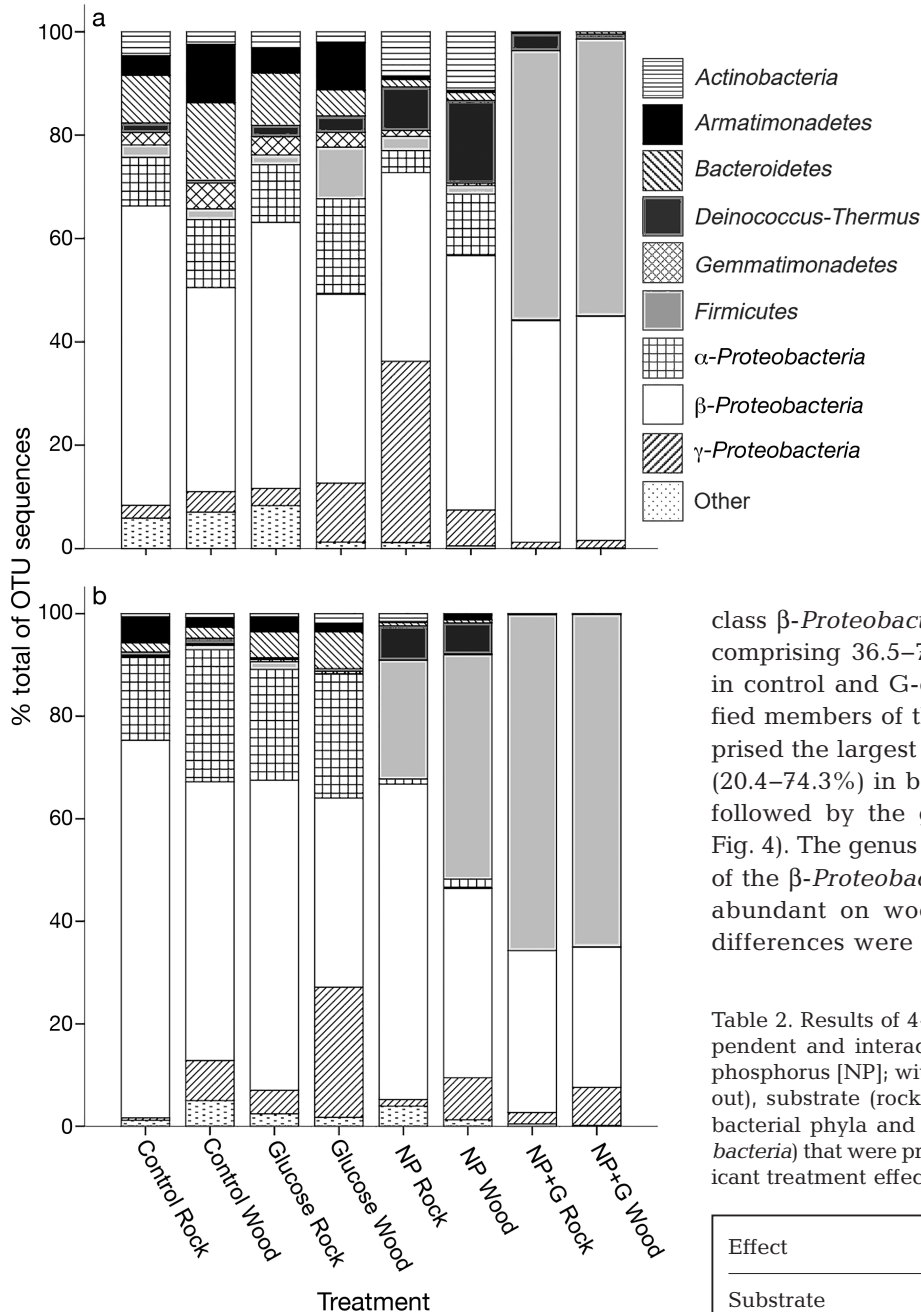 a
100
80
60
40
20
0
Actinobacteria
Armatimonadetes
Bacteroidetes
Deinococcus-Thermus
Gemmatimonadetes
Firmicutes
α-Proteobacteria
β-Proteobacteria
γ-Proteobacteria
Other
% total of OTU sequences
b
100
80
60
40
20
0
Control Rock
Control Wood
Glucose Rock
Glucose Wood
NP Rock
NP Wood
NP+G Rock
NP+G Wood
Treatment
class β-Proteobact
comprising 36.5–7
in control and G-
fied members of th
prised the largest
(20.4–74.3%) in b
followed by the
Fig. 4). The genus
of the β-Proteobac
abundant on woo
differences were
Table 2. Results of 4-
pendent and interac
phosphorus [NP]; wi
out), substrate (rock
bacterial phyla and
bacteria) that were pr
icant treatment effec
Effect
Substrate